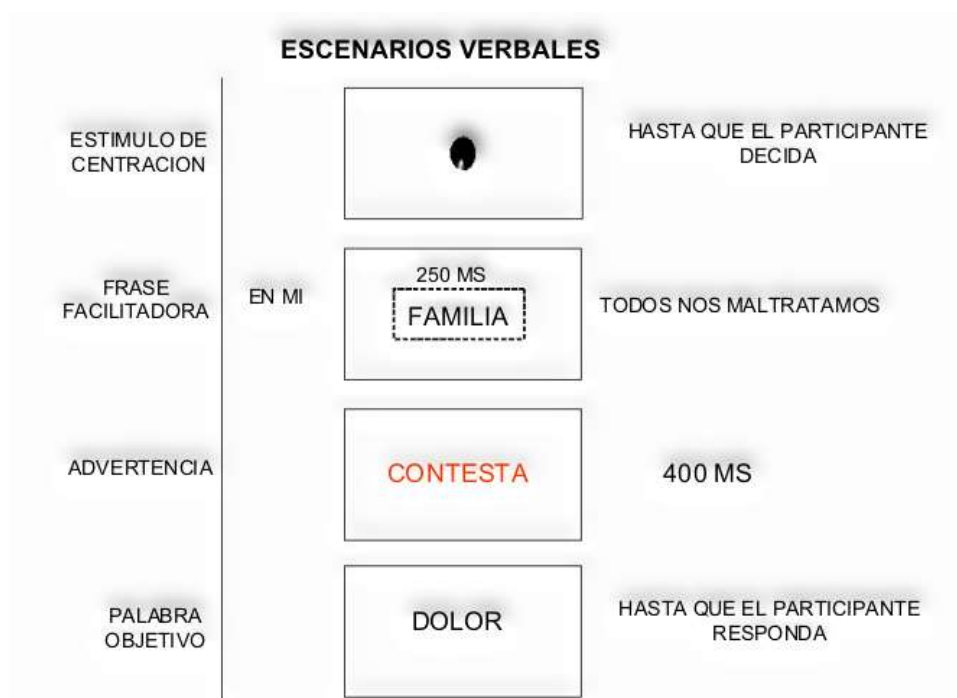 ESCENARIOS VERBALES
ESTIMULO DE
CENTRACION
HASTA QUE EL PARTICIPANTE
DECIDA
FRASE
FACILITADORA
EN MI
250 MS
FAMILIA
TODOS NOS MALTRATAMOS
ADVERTENCIA
CONTESTA
400 MS
PALABRA
OBJETIVO
DOLOR
HASTA QUE EL PARTICIPANTE
RESPONDA